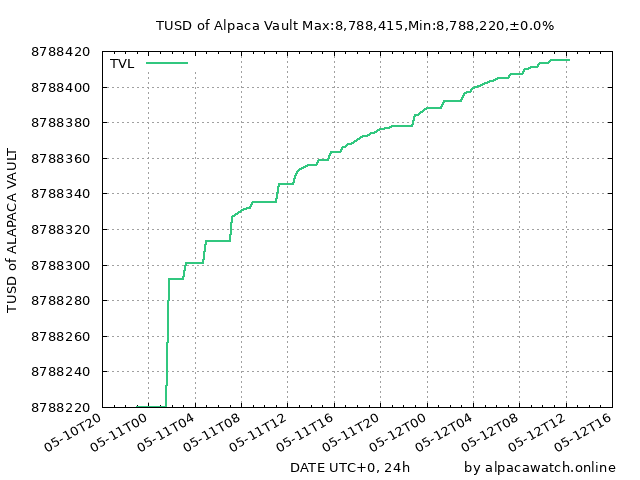 TUSD of Alpaca Vault Max:8,788,415,Min:8,788,220,±0.0%
TVL
TUSD of ALAPACA VAULT
8788420
8788400
8788380
8788360
8788340
8788320
8788300
8788280
8788260
8788240
8788220
05-10T20
05-11T00
05-11T04
05-11T08
05-11T12
05-11T16
05-11T20
05-12T00
05-12T04
05-12T08
05-12T12
05-12T16
DATE UTC+0, 24h
by alpacawatch.online